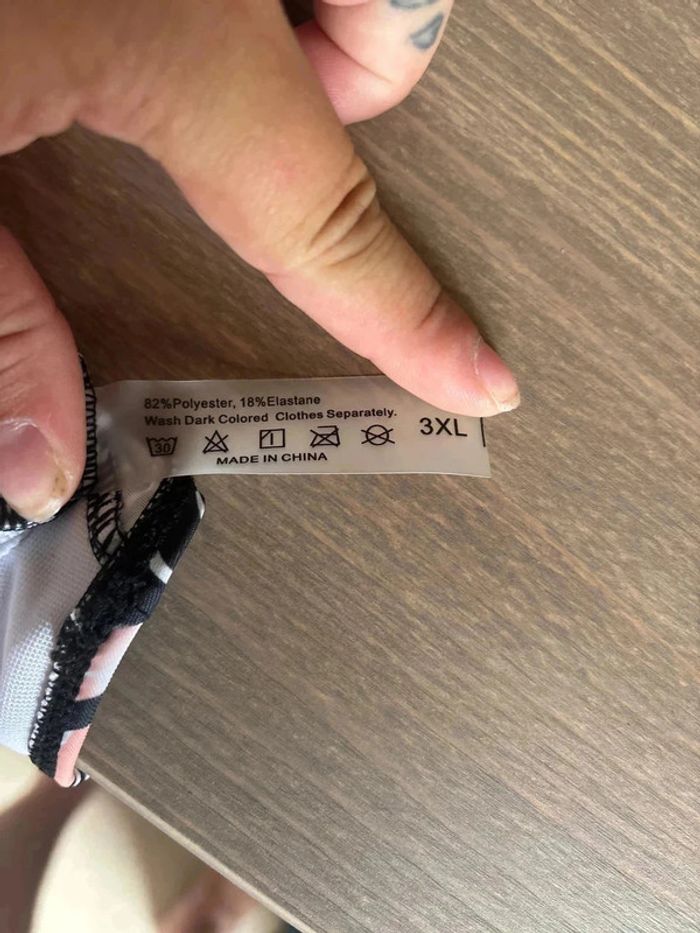 82%Polyester, 18%Elastane
Wash Dark Colored Clothes Separately.
30
3XL
MADE IN CHINA